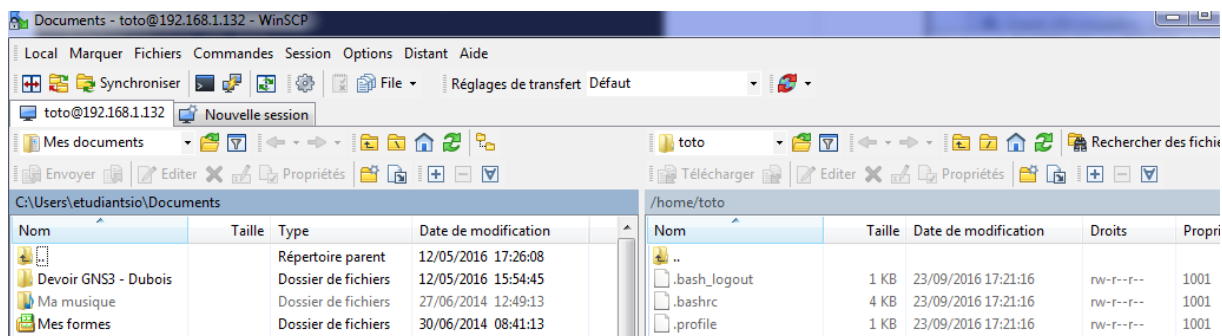 Documents - toto@192.168.1.132 - WinSCP
Local Marquer Fichiers Commandes Session Options Distant Aide
Synchroniser File Réglages de transfert Défaut
toto@192.168.1.132 Nouvelle session
Mes documents toto Rechercher des fichie
Envoyer Editer Propriétés Télécharger Editer Propriétés
C:\Users\etudiantsio\Documents /home/toto
Nom Taille Type Date de modification Nom Taille Date de modification Droits Propri
.. Répertoire parent 12/05/2016 17:26:08 ..
Devoir GNS3 - Dubois Dossier de fichiers 12/05/2016 15:54:45 .bash_logout 1 KB 23/09/2016 17:21:16 rw-r--r-- 1001
Ma musique Dossier de fichiers 27/06/2014 12:49:13 .bashrc 4 KB 23/09/2016 17:21:16 rw-r--r-- 1001
Mes formes Dossier de fichiers 30/06/2014 08:41:13 .profile 1 KB 23/09/2016 17:21:16 rw-r--r-- 1001